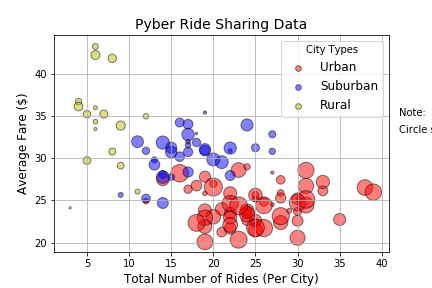 Pyber Ride Sharing Data
City Types
Urban
Suburban
Rural
40
35
30
25
20
Average Fare ($)
5
10
15
20
25
30
35
40
Total Number of Rides (Per City)
Note:
Circle